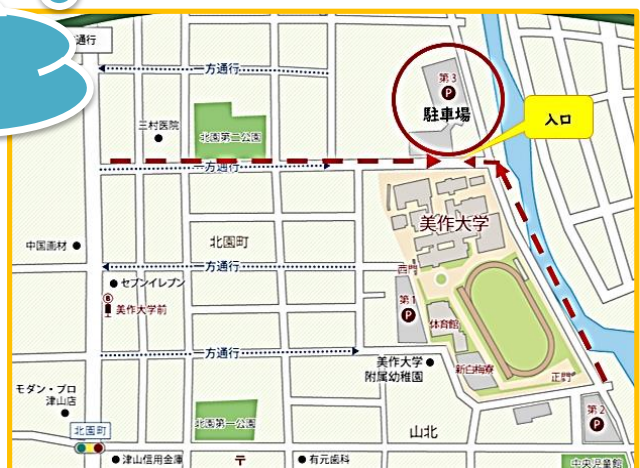 通行
一方通行
第3
P
駐車場
入口
三村医院
北園第二公園
一方通行
美作大学
中国画材
北園町
西門
一方通行
セブンイレブン
美作大学前
第1
P
体育館
一方通行
美作大学
附属幼稚園
新白梅寮
正門
モダン・プロ
津山店
北園町
北園第一公園
山北
第2
P
津山信用金庫
〒
有元歯科
中央児童館